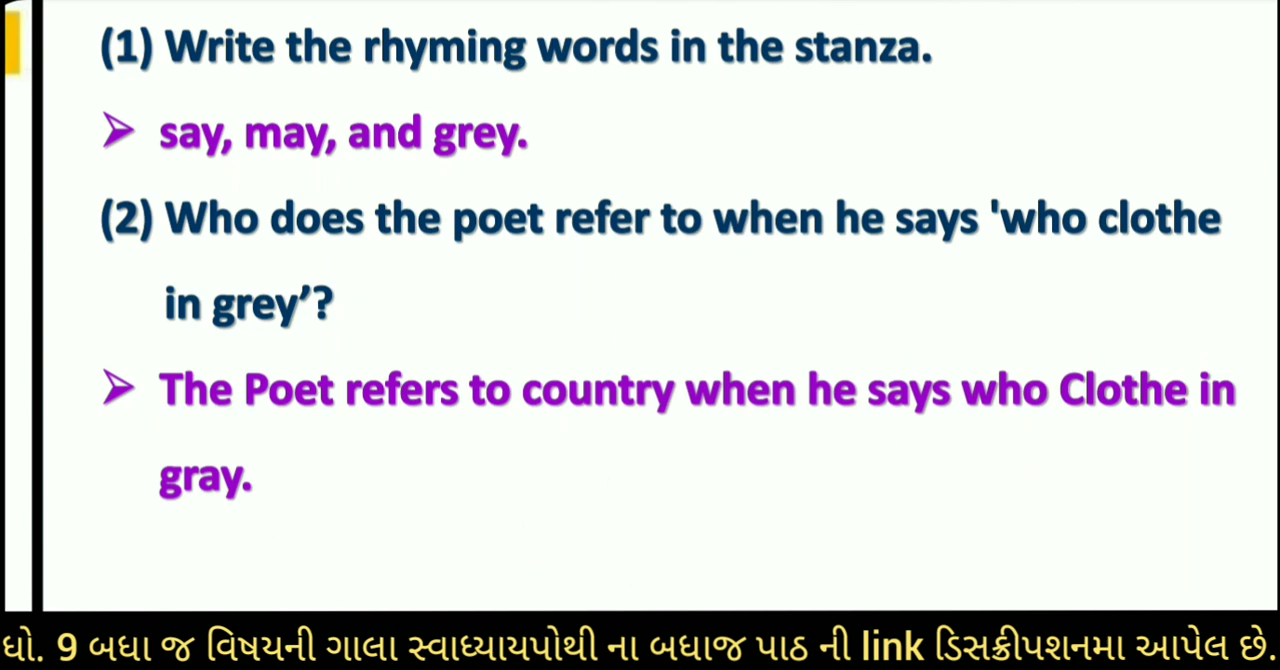 (1) Write the rhyming words in the stanza.
➢ say, may, and grey.
(2) Who does the poet refer to when he says 'who clothe
in grey’?
➢ The Poet refers to country when he says who Clothe in
gray.
ધો. 9 બધા જ વિષયની ગાલા સ્વાધ્યાયપોથી ના બધાજ પાઠ ની link ડિસક્રીપશનમા આપેલ છે.